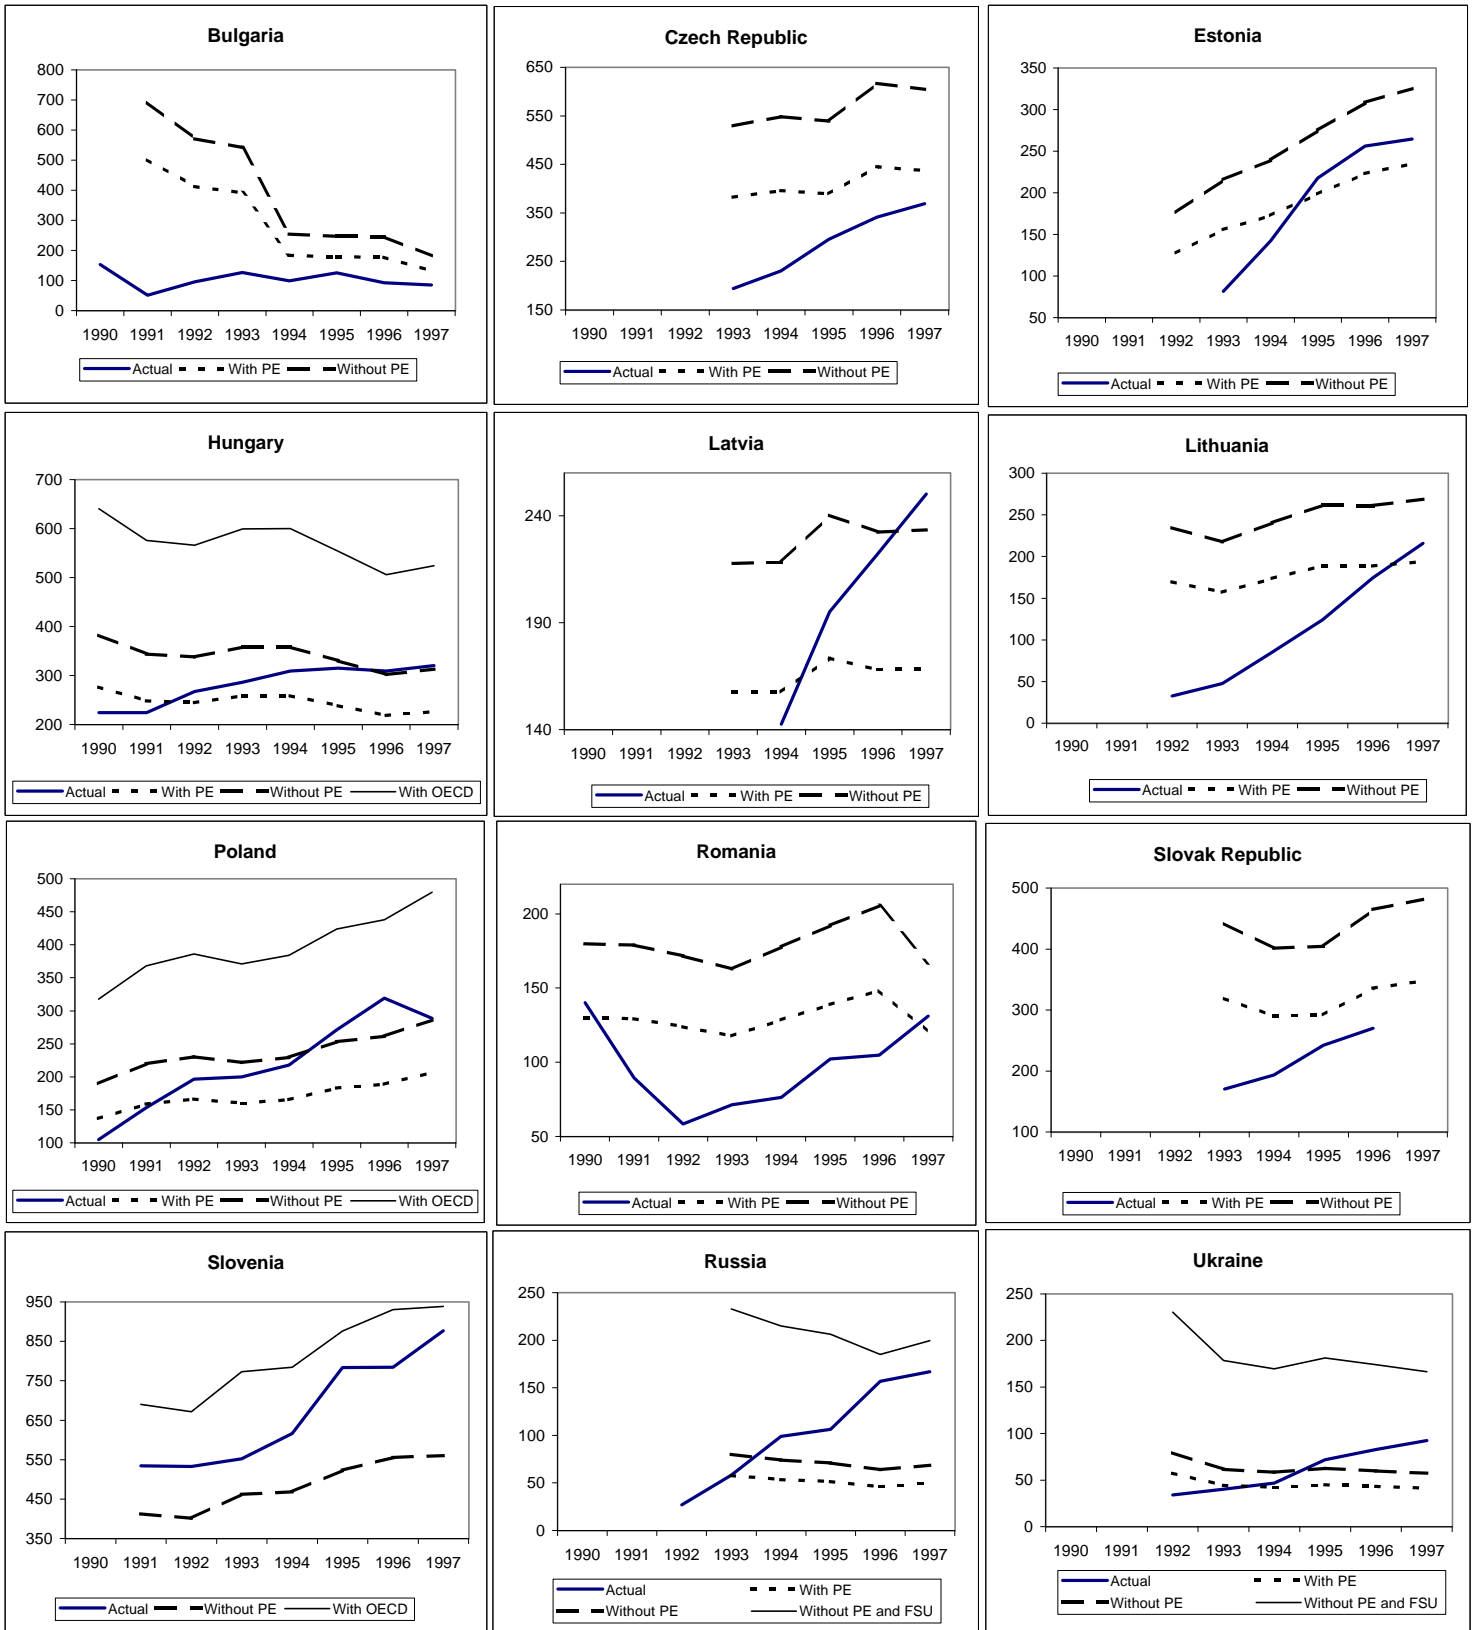 Bulgaria
800
700
600
500
400
300
200
100
0
1990 1991 1992 1993 1994 1995 1996 1997
Actual With PE Without PE
Czech Republic
650
550
450
350
250
150
1990 1991 1992 1993 1994 1995 1996 1997
Actual With PE Without PE
Estonia
350
300
250
200
150
100
50
1990 1991 1992 1993 1994 1995 1996 1997
Actual With PE Without PE
Hungary
700
600
500
400
300
200
1990 1991 1992 1993 1994 1995 1996 1997
Actual With PE Without PE With OECD
Latvia
240
190
140
1990 1991 1992 1993 1994 1995 1996 1997
Actual With PE Without PE
Lithuania
300
250
200
150
100
50
0
1990 1991 1992 1993 1994 1995 1996 1997
Actual With PE Without PE
Poland
500
450
400
350
300
250
200
150
100
1990 1991 1992 1993 1994 1995 1996 1997
Actual With PE Without PE With OECD
Romania
200
150
100
50
1990 1991 1992 1993 1994 1995 1996 1997
Actual With PE Without PE
Slovak Republic
500
400
300
200
100
1990 1991 1992 1993 1994 1995 1996 1997
Actual With PE Without PE
Slovenia
950
850
750
650
550
450
350
1990 1991 1992 1993 1994 1995 1996 1997
Actual Without PE With OECD
Russia
250
200
150
100
50
0
1990 1991 1992 1993 1994 1995 1996 1997
Actual With PE
Without PE Without PE and FSU
Ukraine
250
200
150
100
50
0
1990 1991 1992 1993 1994 1995 1996 1997
Actual With PE
Without PE Without PE and FSU